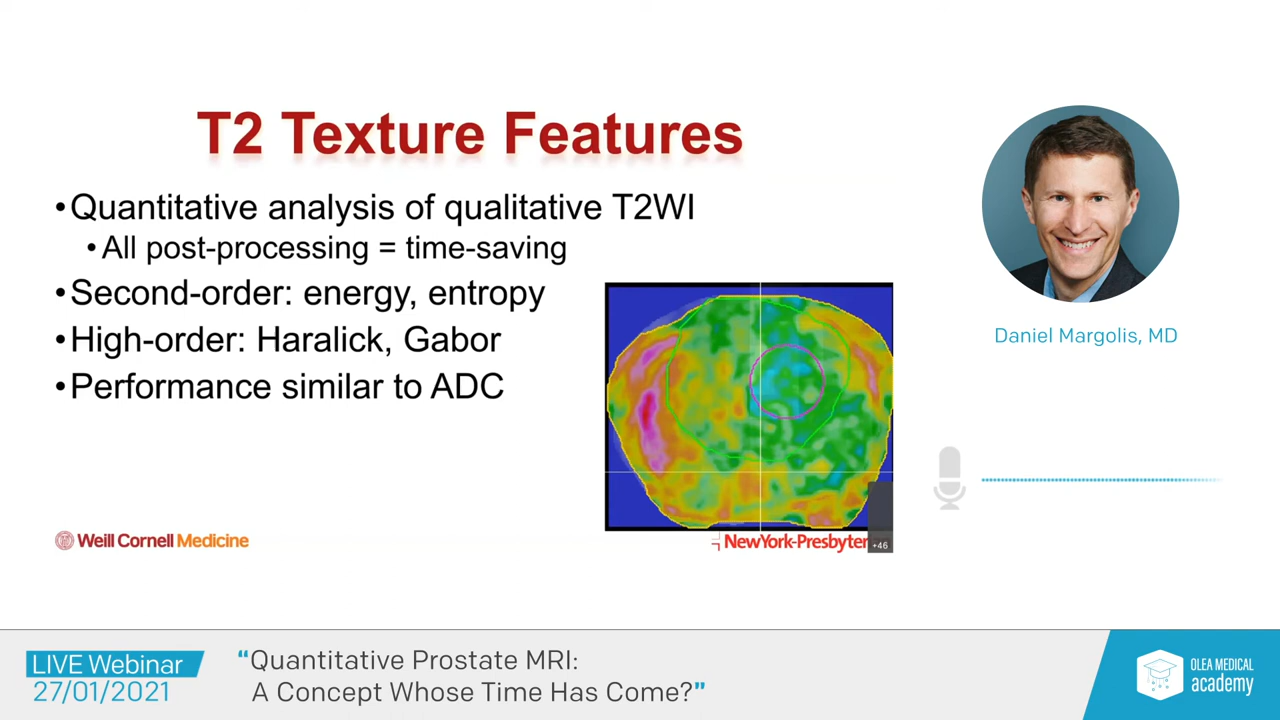 T2 Texture Features
•Quantitative analysis of qualitative T2WI
•All post-processing = time-saving
•Second-order: energy, entropy
•High-order: Haralick, Gabor
•Performance similar to ADC
Daniel Margolis, MD
+46
Weill Cornell Medicine
NewYork-Presbyter
LIVE Webinar
27/01/2021
“Quantitative Prostate MRI:
A Concept Whose Time Has Come?”
OLEA MEDICAL
academy